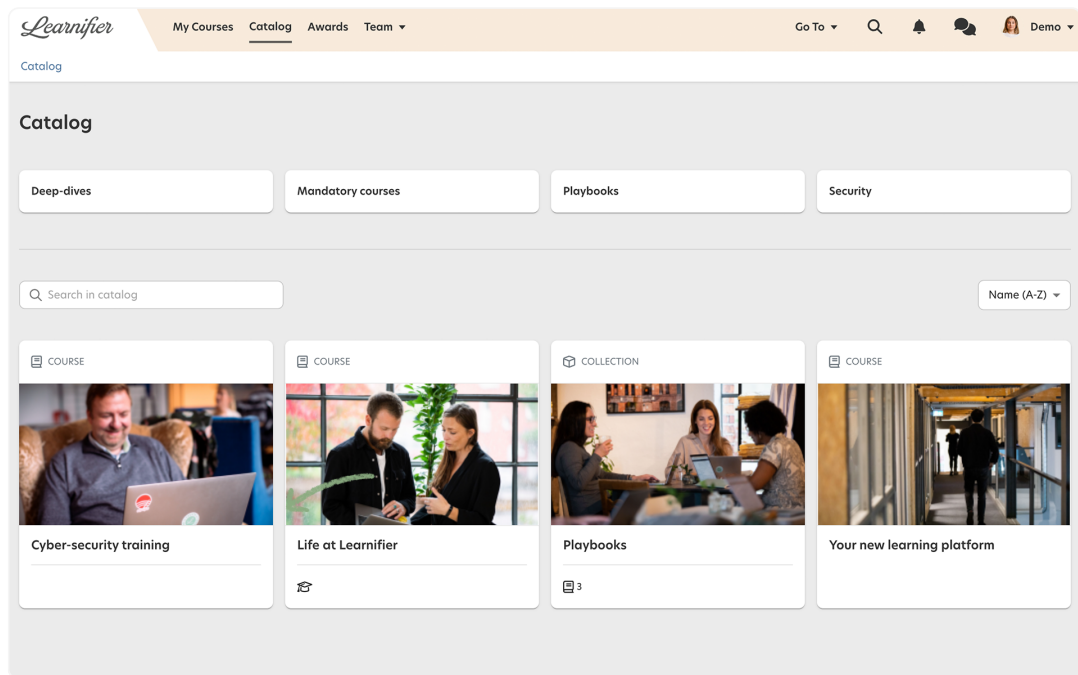 Learnifier
My Courses Catalog Awards Team Go To Demo
Catalog
Catalog
Deep-dives Mandatory courses Playbooks Security
Search in catalog Name (A-Z)
COURSE COURSE COLLECTION COURSE
Cyber-security training Life at Learnifier Playbooks Your new learning platform
3